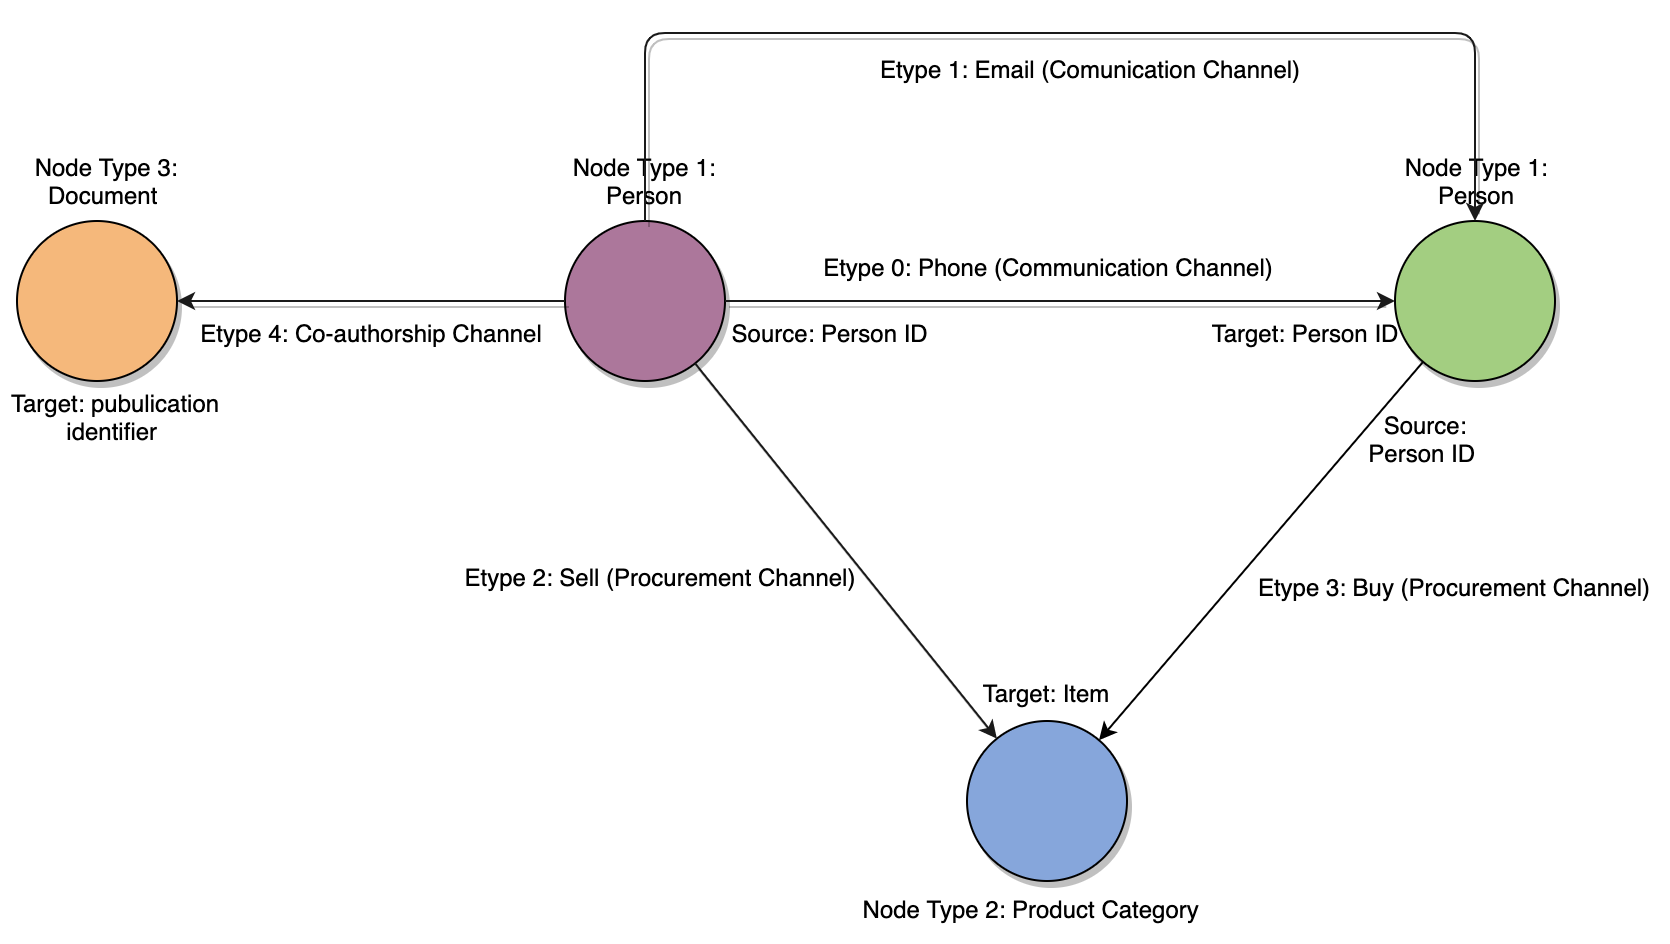 Etype 1: Email (Comunication Channel)
Node Type 3:
Document
Node Type 1:
Person
Node Type 1:
Person
Etype 0: Phone (Communication Channel)
Etype 4: Co-authorship Channel
Source: Person ID
Target: Person ID
Target: pubulication
identifier
Source:
Person ID
Etype 2: Sell (Procurement Channel)
Etype 3: Buy (Procurement Channel)
Target: Item
Node Type 2: Product Category